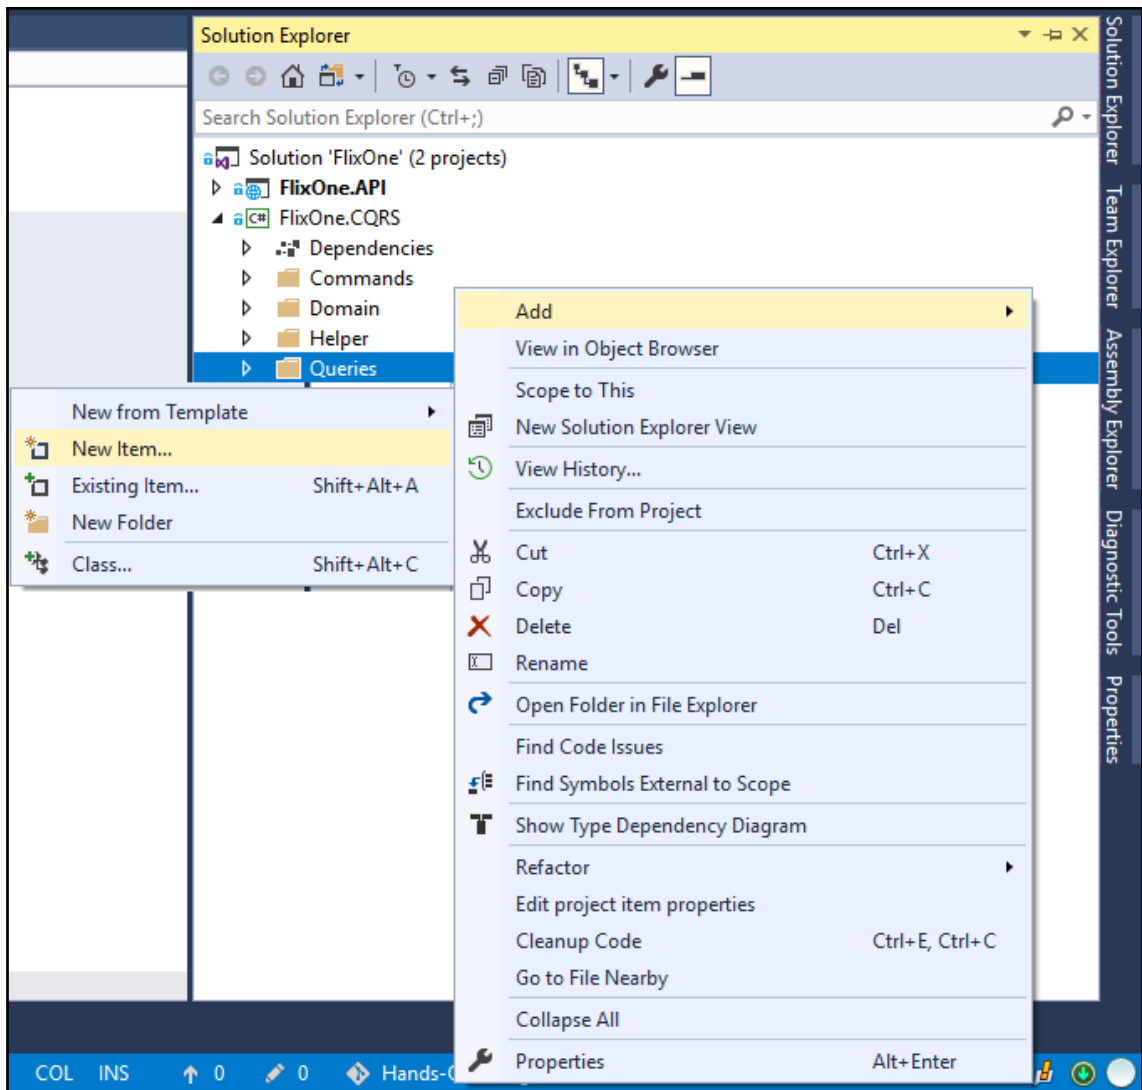 Solution Explorer
Search Solution Explorer (Ctrl+;)
Solution 'FlixOne' (2 projects)
FlixOne.API
C# FlixOne.CQRS
Dependencies
Commands
Domain
Helper
Queries
New from Template
New Item...
Existing Item... Shift+Alt+A
New Folder
Class... Shift+Alt+C
Add
View in Object Browser
Scope to This
New Solution Explorer View
View History...
Exclude From Project
Cut Ctrl+X
Copy Ctrl+C
Delete Del
Rename
Open Folder in File Explorer
Find Code Issues
Find Symbols External to Scope
Show Type Dependency Diagram
Refactor
Edit project item properties
Cleanup Code Ctrl+E, Ctrl+C
Go to File Nearby
Collapse All
Properties Alt+Enter
Solution Explorer
Team Explorer
Assembly Explorer
Diagnostic Tools
Properties
COL INS 0 0